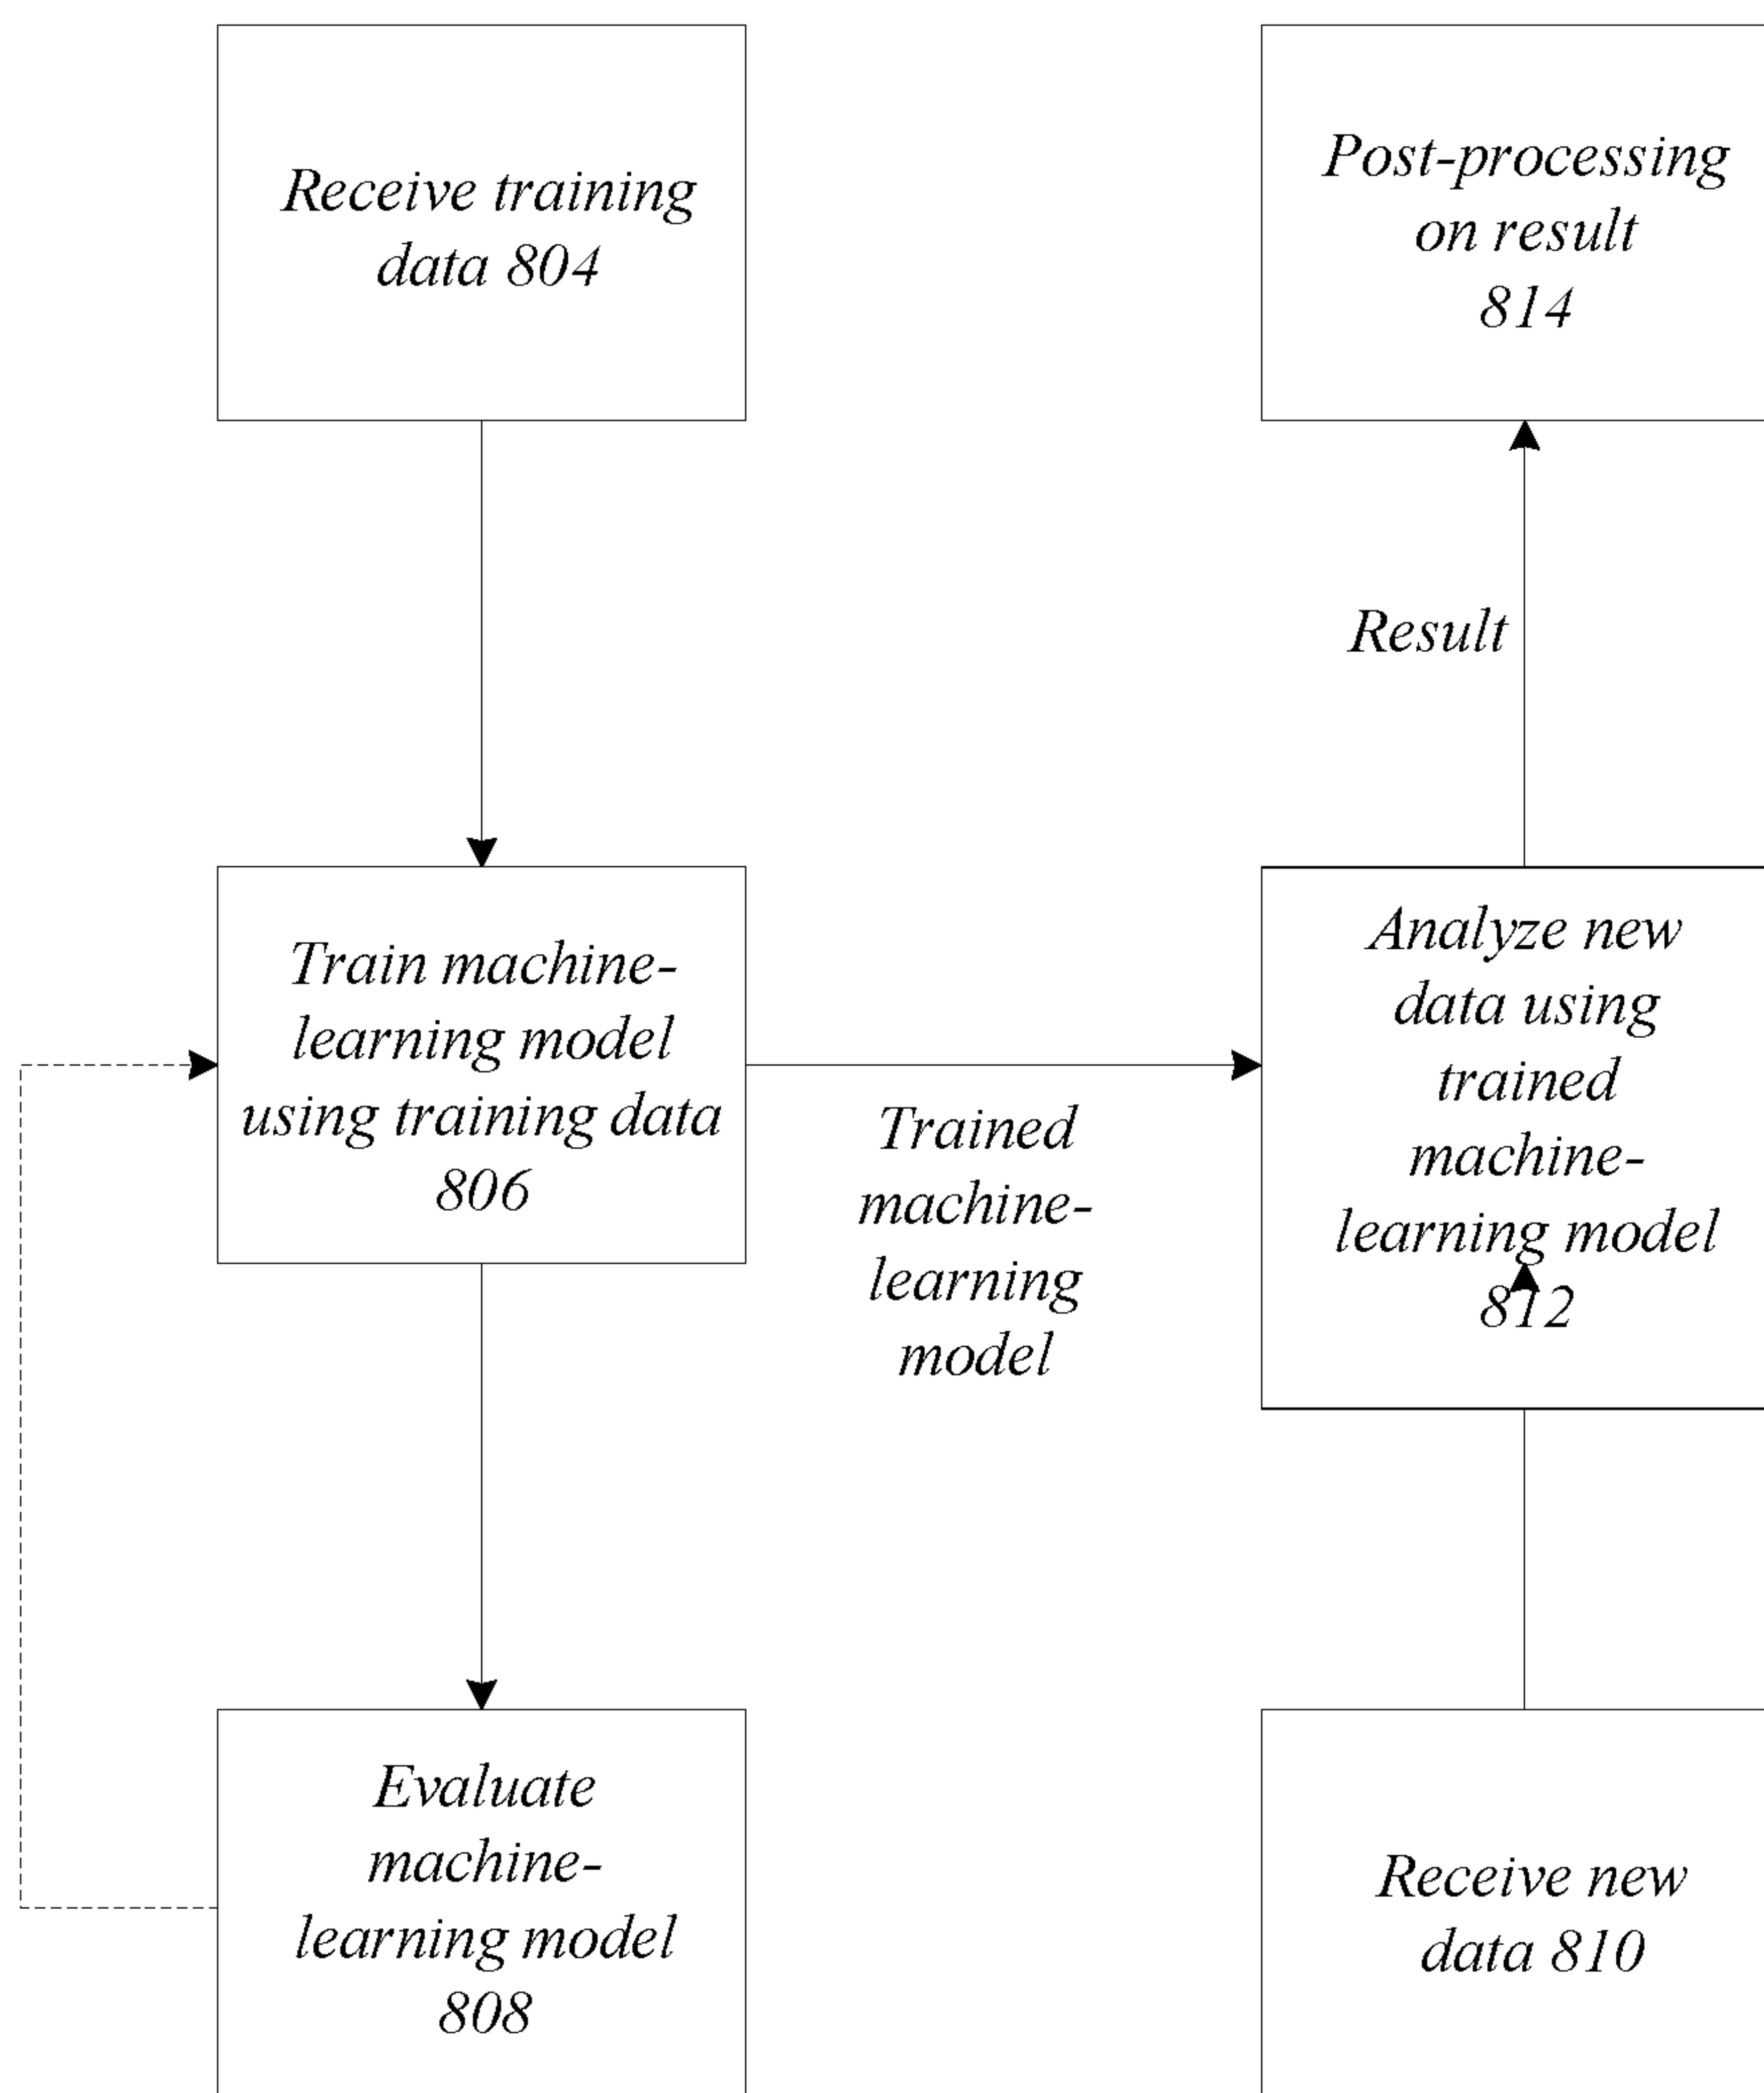 Receive training
data 804
Post-processing
on result
814
Result
Train machine-
learning model
using training data
806
Trained
machine-
learning
model
Analyze new
data using
trained
machine-
learning model
812
Evaluate
machine-
learning model
808
Receive new
data 810